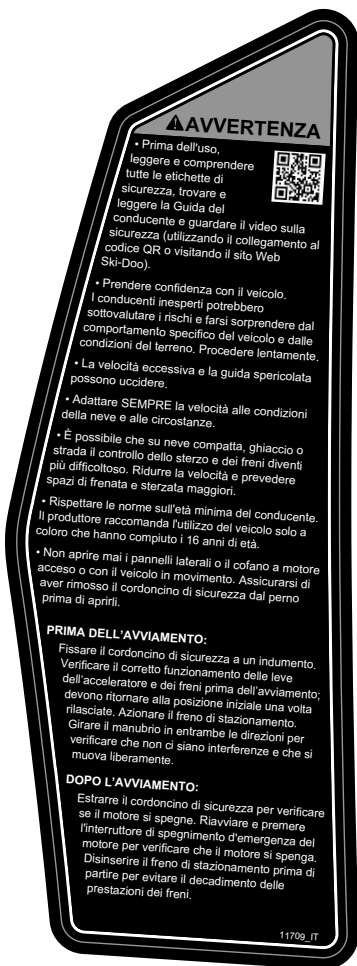 AVVERTENZA
• Prima dell'uso,
leggere e comprendere
tutte le etichette di
sicurezza, trovare e
leggere la Guida del
conducente e guardare il video sulla
sicurezza (utilizzando il collegamento al
codice QR o visitando il sito Web
Ski-Doo).
• Prendere confidenza con il veicolo.
I conducenti inesperti potrebbero
sottovalutare i rischi e farsi sorprendere dal
comportamento specifico del veicolo e dalle
condizioni del terreno. Procedere lentamente.
• La velocità eccessiva e la guida spericolata
possono uccidere.
• Adattare SEMPRE la velocità alle condizioni
della neve e alle circostanze.
• È possibile che su neve compatta, ghiaccio o
strada il controllo dello sterzo e dei freni diventi
più difficoltoso. Ridurre la velocità e prevedere
spazi di frenata e sterzata maggiori.
• Rispettare le norme sull'età minima del conducente.
Il produttore raccomanda l'utilizzo del veicolo solo a
coloro che hanno compiuto i 16 anni di età.
• Non aprire mai i pannelli laterali o il cofano a motore
acceso o con il veicolo in movimento. Assicurarsi di
aver rimosso il cordoncino di sicurezza dal perno
prima di aprirli.
PRIMA DELL'AVVIAMENTO:
Fissare il cordoncino di sicurezza a un indumento.
Verificare il corretto funzionamento delle leve
dell'acceleratore e dei freni prima dell'avviamento;
devono ritornare alla posizione iniziale una volta
rilasciate. Azionare il freno di stazionamento.
Girare il manubrio in entrambe le direzioni per
verificare che non ci siano interferenze e che si
muova liberamente.
DOPO L'AVVIAMENTO:
Estrarre il cordoncino di sicurezza per verificare
se il motore si spegne. Riavviare e premere
l'interruttore di spegnimento d'emergenza del
motore per verificare che il motore si spenga.
Disinserire il freno di stazionamento prima di
partire per evitare il decadimento delle
prestazioni dei freni.
11709_IT